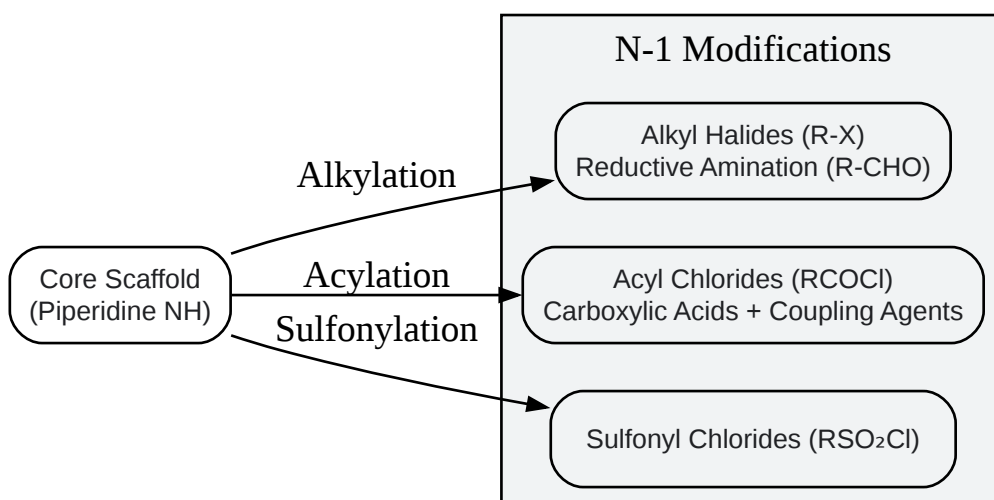 N-1 Modifications
Alkyl Halides (R-X)
Reductive Amination (R-CHO)
Alkylation
Core Scaffold
(Piperidine NH)
Acylation
Acyl Chlorides (RCOCl)
Carboxylic Acids + Coupling Agents
Sulfonylation
Sulfonyl Chlorides (RSO₂Cl)